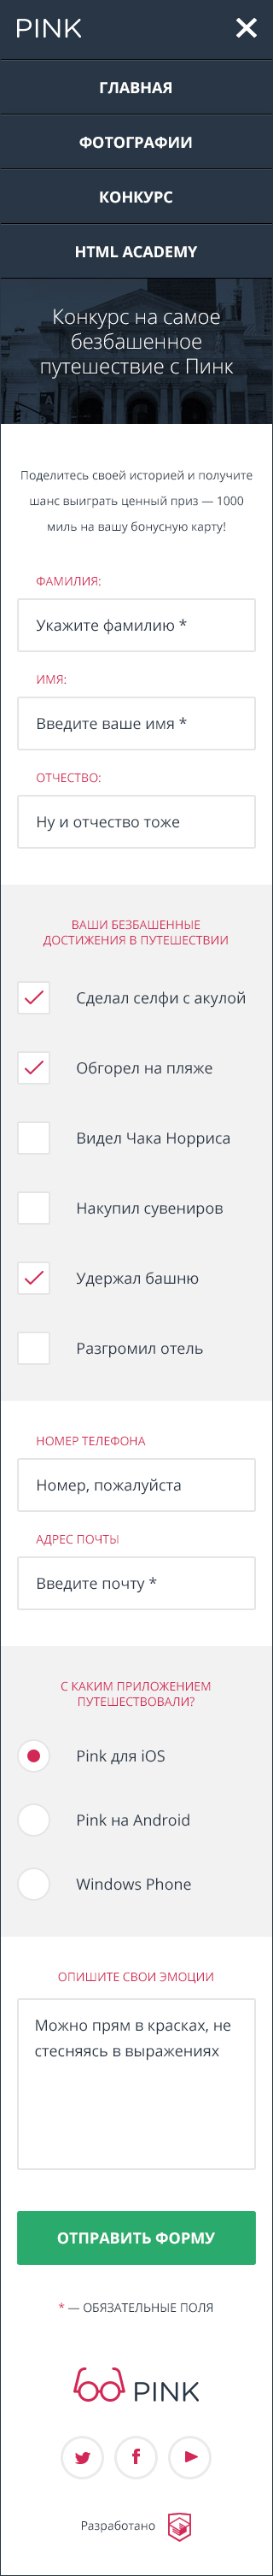 PINK
ГЛАВНАЯ
ФОТОГРАФИИ
КОНКУРС
HTML ACADEMY
Конкурс на самое
безбашенное
путешествие с Пинк
Поделитесь своей историей и получите
шанс выиграть ценный приз — 1000
миль на вашу бонусную карту!
ФАМИЛИЯ:
Укажите фамилию *
ИМЯ:
Введите ваше имя *
ОТЧЕСТВО:
Ну и отчество тоже
ВАШИ БЕЗБАШЕННЫЕ
ДОСТИЖЕНИЯ В ПУТЕШЕСТВИИ
Сделал селфи с акулой
Обгорел на пляже
Видел Чака Норриса
Накупил сувениров
Удержал башню
Разгромил отель
НОМЕР ТЕЛЕФОНА
Номер, пожалуйста
АДРЕС ПОЧТЫ
Введите почту *
С КАКИМ ПРИЛОЖЕНИЕМ
ПУТЕШЕСТВОВАЛИ?
Pink для iOS
Pink на Android
Windows Phone
ОПИШИТЕ СВОИ ЭМОЦИИ
Можно прям в красках, не
стесняясь в выражениях
ОТПРАВИТЬ ФОРМУ
* — ОБЯЗАТЕЛЬНЫЕ ПОЛЯ
PINK
Разработано